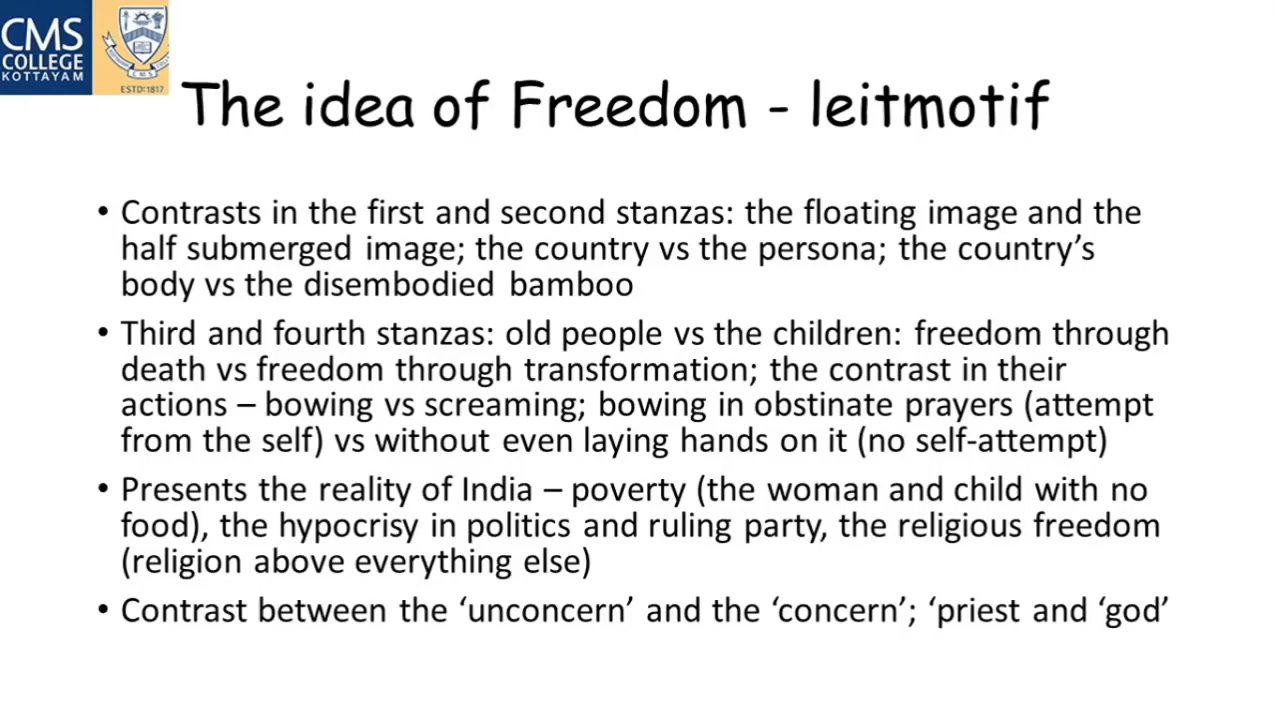 CMS
COLLEGE
KOTTAYAM
C M S
ESTD:1817
The idea of Freedom - leitmotif
• Contrasts in the first and second stanzas: the floating image and the
half submerged image; the country vs the persona; the country’s
body vs the disembodied bamboo
• Third and fourth stanzas: old people vs the children: freedom through
death vs freedom through transformation; the contrast in their
actions – bowing vs screaming; bowing in obstinate prayers (attempt
from the self) vs without even laying hands on it (no self-attempt)
• Presents the reality of India – poverty (the woman and child with no
food), the hypocrisy in politics and ruling party, the religious freedom
(religion above everything else)
• Contrast between the ‘unconcern’ and the ‘concern’; ‘priest and ‘god’